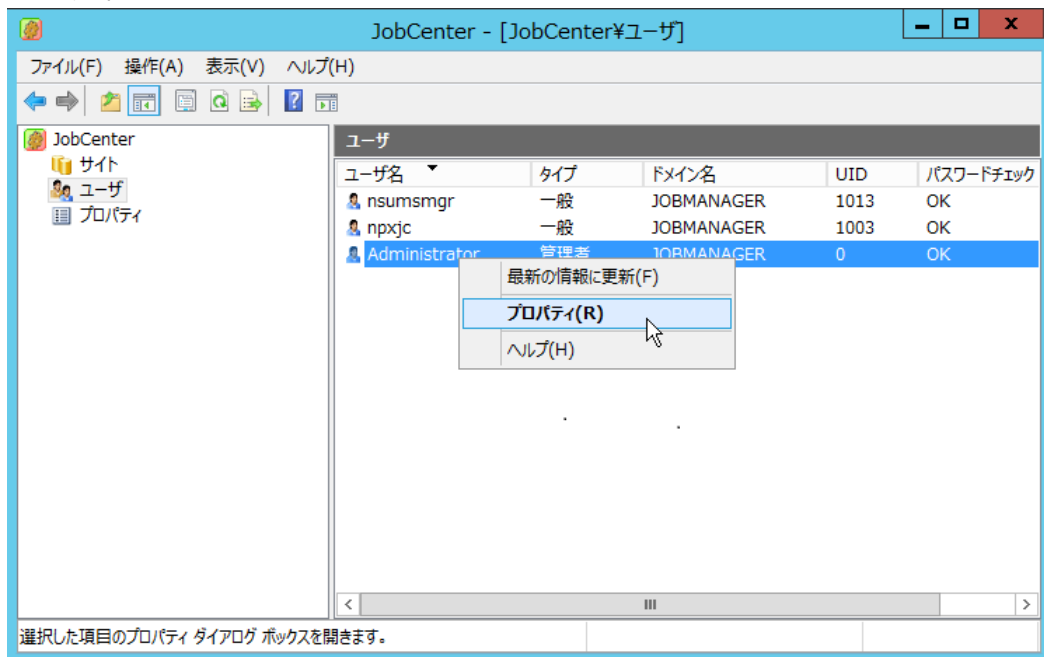 JobCenter - [JobCenter¥ユーザ]
ファイル(F) 操作(A) 表示(V) ヘルプ(H)
JobCenter
サイト
ユーザ
プロパティ
ユーザ
ユーザ名 タイプ ドメイン名 UID パスワードチェック
nsumsmgr 一般 JOBMANAGER 1013 OK
npxjc 一般 JOBMANAGER 1003 OK
Administrator 管理者 JOBMANAGER 0 OK
最新の情報に更新(F)
プロパティ(R)
ヘルプ(H)
選択した項目のプロパティ ダイアログ ボックスを開きます。